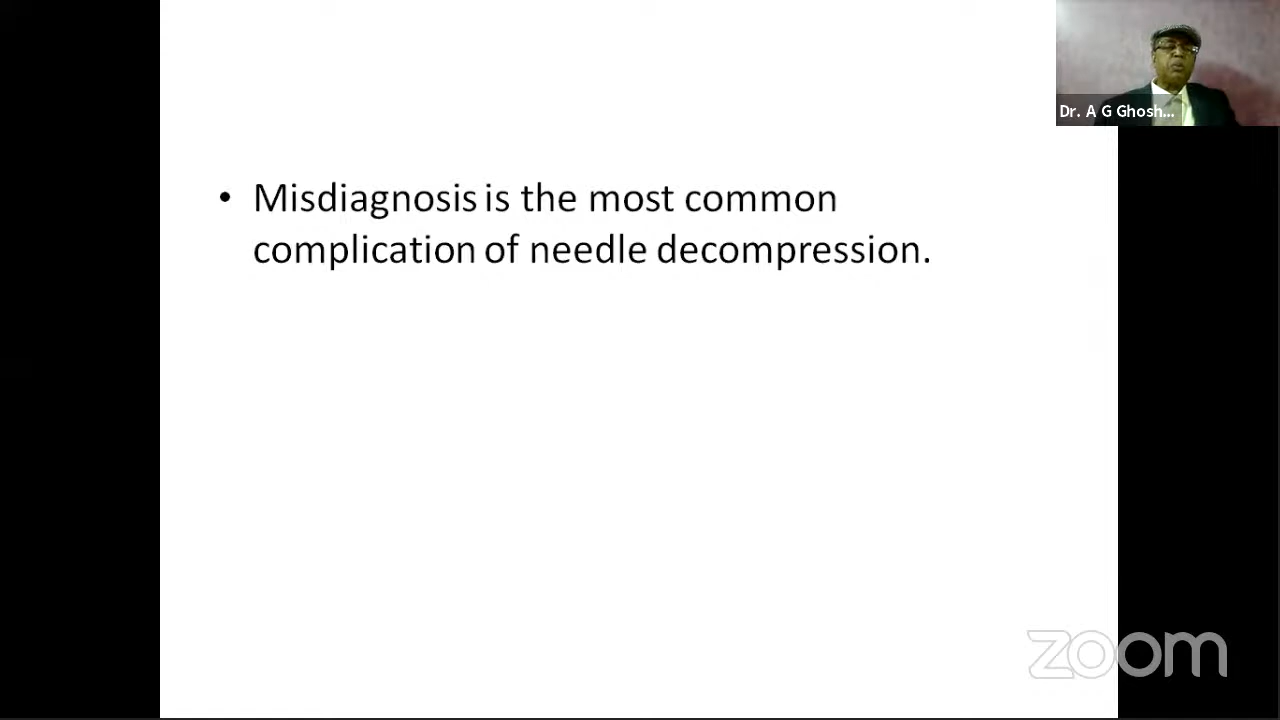 Dr. A G Ghosh...
• Misdiagnosis is the most common
complication of needle decompression.
zoom